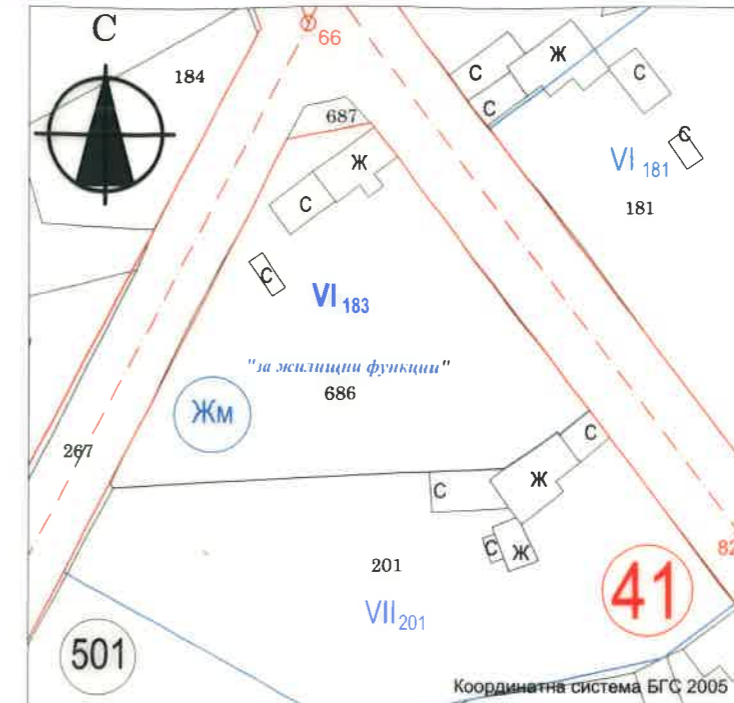 С
66
184
687
Ж
С
С
Ж
С
С
С
VI 181
181
С
VI 183
"за жилищни функции"
686
Жм
267
С
Ж
С
С
Ж
201
VII 201
41
82
501
Координатна система БГС 2005